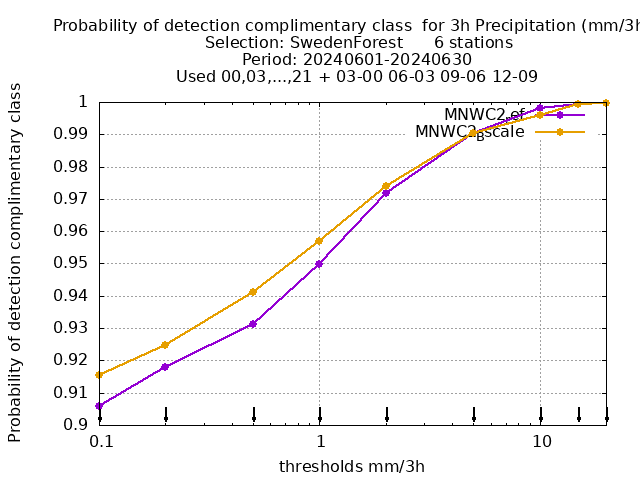 Probability of detection complimentary class  for 3h Precipitation (mm/3h
Selection: SwedenForest      6 stations
Period: 20240601-20240630
Used 00,03,...,21 + 03-00 06-03 09-06 12-09
Probability of detection complimentary class
1
0.99
0.98
0.97
0.96
0.95
0.94
0.93
0.92
0.91
0.9
0.1
1
10
thresholds mm/3h